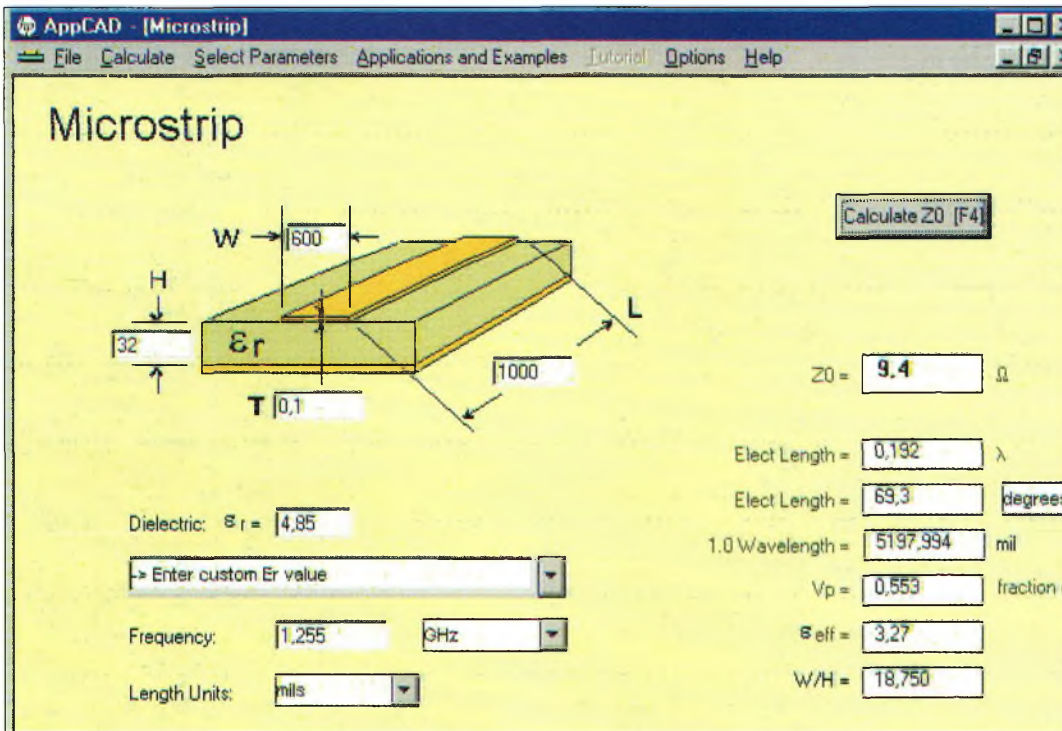 hp AppCAD - [Microstrip]
File Calculate Select Parameters Applications and Examples Tutorial Options Help
Microstrip
Calculate Z0 [F4]
W 600
H
L
32
εr
1000
T 0,1
Z0 = 9.4 Ω
Elect Length = 0,192 λ
Dielectric: εr = 4,85
Elect Length = 69,3 degrees
-> Enter custom Er value
1.0 Wavelength = 5197,994 mil
Vp = 0,553 fraction
Frequency: 1,255 GHz
εeff = 3,27
Length Units: mils
W/H = 18,750